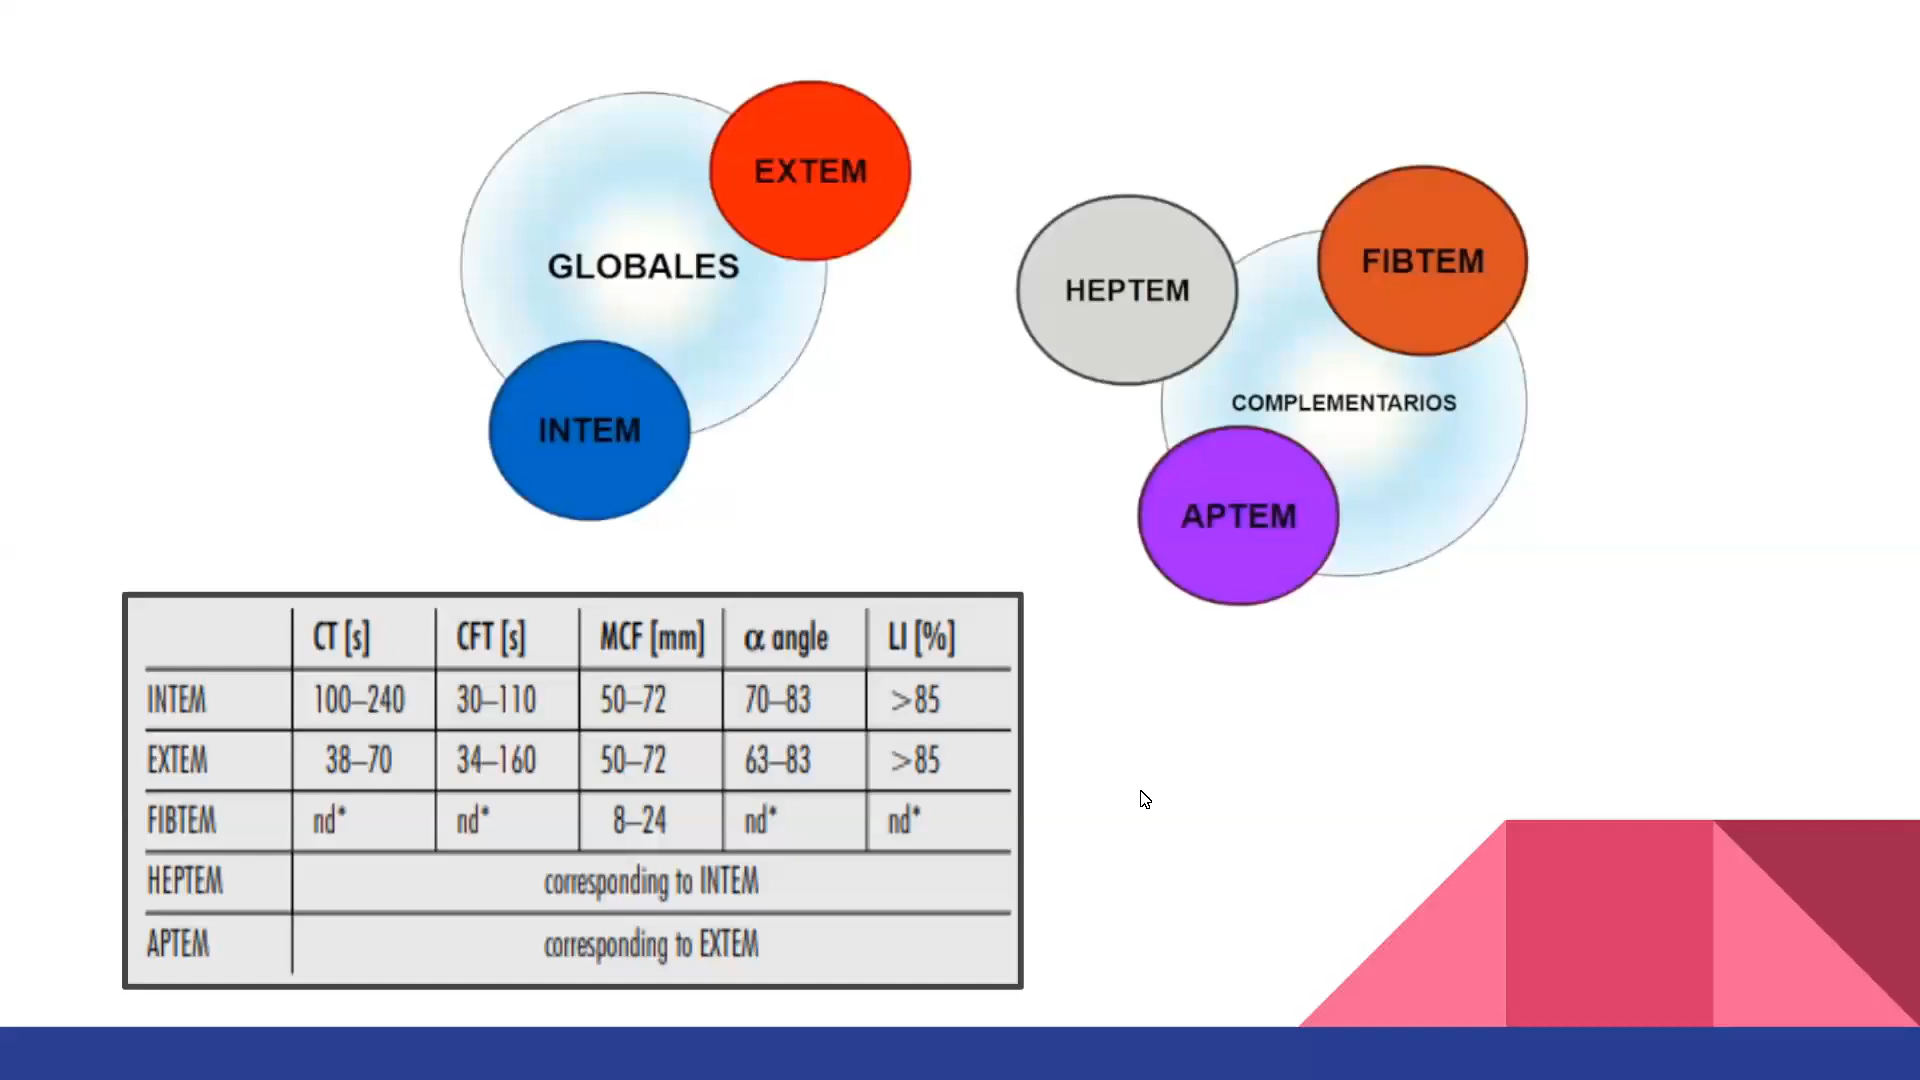 EXTEM
GLOBALES
INTEM
HEPTEM
FIBTEM
COMPLEMENTARIOS
APTEM
CT [s] CFT [s] MCF [mm] α angle LI [%]
INTEM 100–240 30–110 50–72 70–83 >85
EXTEM 38–70 34–160 50–72 63–83 >85
FIBTEM nd* nd* 8–24 nd* nd*
HEPTEM corresponding to INTEM
APTEM corresponding to EXTEM